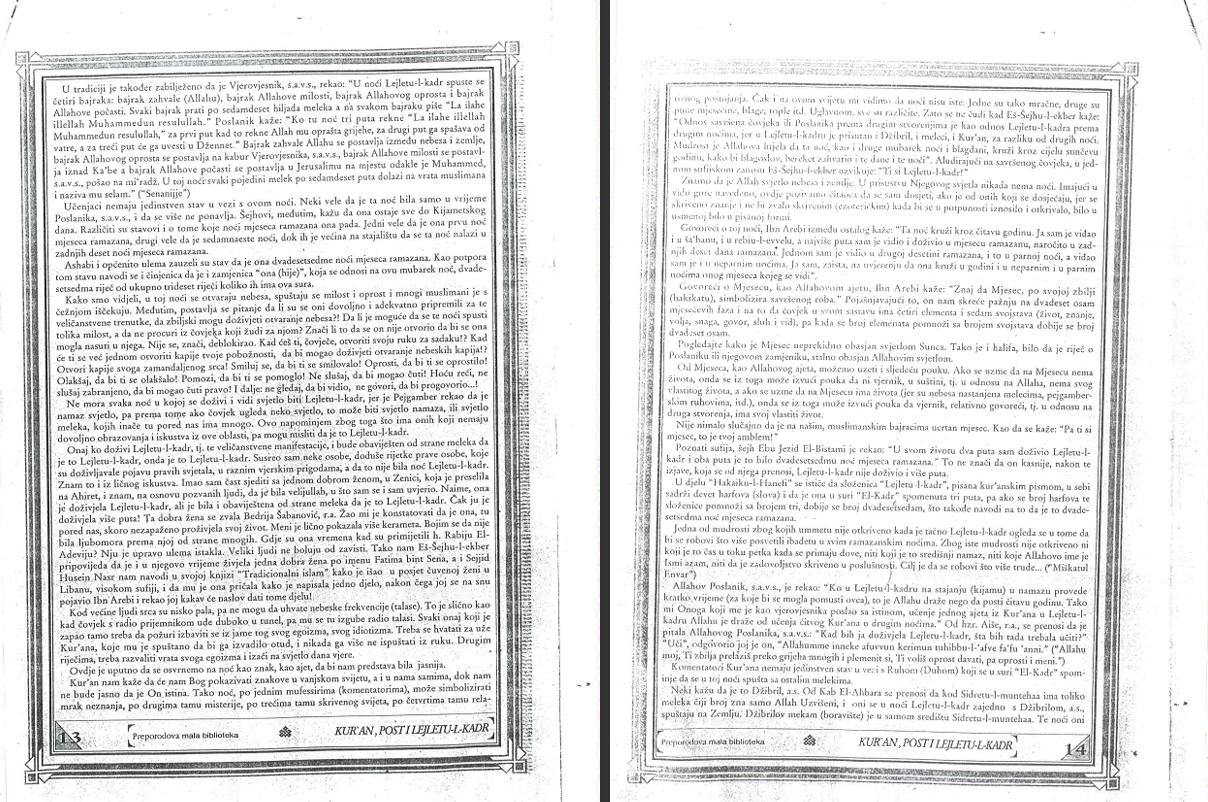 U tradiciji je također zabilježeno da je Vjerovjesnik, s.a.v.s., rekao: “U noći Lejletu-l-kadr spuste se
četiri bajraka: bajrak zahvale (Allahu), bajrak Allahove milosti, bajrak Allahovog oprosta i bajrak
Allahove počasti. Svaki bajrak prati po sedamdeset hiljada meleka a na svakom bajraku piše “La ilahe
illellah Muhammedun resulullah.” Poslanik kaže: “Ko tu noć tri puta rekne “La ilahe illellah
Muhammedun resulullah,” za prvi put kad to rekne Allah mu oprašta grijehe, za drugi put ga spašava od
vatre, a za treći put će ga uvesti u Džennet.” Bajrak zahvale Allahu se postavlja između nebesa i zemlje,
bajrak Allahovog oprosta se postavlja na kabur Vjerovjesnika, s.a.v.s., bajrak Allahove milosti se postavl-
ja iznad Ka’be a bajrak Allahove počasti se postavlja u Jerusalimu na mjestu odakle je Muhammed,
s.a.v.s., pošao na mi’radž. U toj noći svaki pojedini melek po sedamdeset puta dolazi na vrata muslimana
i naziva mu selam.” (“Senanijje”)
Učenjaci nemaju jedinstven stav u vezi s ovom noći. Neki vele da je ta noć bila samo u vrijeme
Poslanika, s.a.v.s., i da se više ne ponavlja. Šejhovi, međutim, kažu da ona ostaje sve do Kijametskog
dana. Različiti su stavovi i o tome koje noći mjeseca ramazana ona pada. Jedni vele da je ona prvu noć
mjeseca ramazana, drugi vele da je sedamnaeste noći, dok ih je većina na stajalištu da se ta noć nalazi u
zadnjih deset noći mjeseca ramazana.
Ashabi i općenito ulema zauzeli su stav da je ona dvadesetsedme noći mjeseca ramazana. Kao potpora
tom stavu navodi se i činjenica da je i zamjenica “ona (hije)”, koja se odnosi na ovu mubarek noć, dvade-
setsedma riječ od ukupno trideset riječi koliko ih ima ova sura.
Kako smo vidjeli, u toj noći se otvaraju nebesa, spuštaju se milost i oprost i mnogi muslimani je s
čežnjom iščekuju. Međutim, postavlja se pitanje da li su se oni dovoljno i adekvatno pripremili za te
veličanstvene trenutke, da zbiljski mogu doživjeti otvaranje nebesa?! Da li je moguće da se te noći spusti
tolika milost, a da ne procuri iz čovjeka koji žudi za njom? Znači li to da se on nije otvorio da bi se ona
mogla nasuti u njega. Nije se, znači, deblokirao. Kad ćeš ti, čovječe, otvoriti svoju ruku za sadaku!? Kad
će ti se već jednom otvoriti kapije tvoje pobožnosti, da bi mogao doživjeti otvaranje nebeskih kapija!?
Otvori kapije svoga zamandaljenog srca! Smiluj se, da bi ti se smilovalo! Oprosti, da bi ti se oprostilo!
Olakšaj, da bi ti se olakšalo! Pomozi, da bi ti se pomoglo! Ne slušaj, da bi mogao čuti! Hoću reći, ne
slušaj zabranjeno, da bi mogao čuti pravo! I dalje: ne gledaj, da bi vidio, ne govori, da bi progovorio...!
Ne mora svaka noć u kojoj se doživi i vidi svjetlo biti Lejletu-l-kadr, jer je Pejgamber rekao da je
namaz svjetlo, pa prema tome ako čovjek ugleda neko svjetlo, to može biti svjetlo namaza, ili svjetlo
meleka, kojih inače tu pored nas ima mnogo. Ovo napominjem zbog toga što ima onih koji nemaju
dovoljno obrazovanja i iskustva iz ove oblasti, pa mogu misliti da je to Lejletu-l-kadr.
Onaj ko doživi Lejletu-l-kadr, tj. te veličanstvene manifestacije, i bude obaviješten od strane meleka da
je to Lejletu-l-kadr, onda je to Lejletu-l-kadr. Susreo sam neke osobe, doduše rijetke prave osobe, koje
su doživljavale pojavu pravih svjetala, u raznim vjerskim prigodama, a da to nije bila noć Lejletu-l-kadr.
Znam to i iz ličnog iskustva. Imao sam čast sjediti sa jednom dobrom ženom, u Zenici, koja je preselila
na Ahiret, i znam, na osnovu pozvanih ljudi, da je bila velijullah, u što sam se i sam uvjerio. Naime, ona
je doživjela Lejletu-l-kadr, ali je bila i obaviještena od strane meleka da je to Lejletu-l-kadr. Čak ju je
doživjela više puta! Ta dobra žena se zvala Bedrija Šabanović, r.a. Žao mi je konstatovati da je ona, tu
pored nas, skoro nezapaženo proživjela svoj život. Meni je lično pokazala više kerameta. Bojim se da nije
bila ljubomora prema njoj od strane mnogih. Gdje su ona vremena kad su primijetili h. Rabiju El-
Adeviju? Nju je upravo ulema istakla. Veliki ljudi ne boluju od zavisti. Tako nam Eš-Šejhu-l-ekber
pripovijeda da je i u njegovo vrijeme živjela jedna dobra žena po imenu Fatima bint Sena, a i Sejjid
Husein Nasr nam navodi u svojoj knjizi “Tradicionalni islam” kako je išao u posjet čuvenoj ženi u
Libanu, visokom sufiji, i da mu je ona pričala kako je napisala jedno djelo, nakon čega joj se na snu
pojavio Ibn Arebi i rekao joj kakav će naslov dati tome djelu!
Kod većine ljudi srca su nisko pala, pa ne mogu da uhvate nebeske frekvencije (talase). To je slično kao
kad čovjek s radio prijemnikom uđe duboko u tunel, pa mu se tu izgube radio talasi. Svaki onaj koji je
zapao tamo treba da požuri izbaviti se iz jame tog svog egoizma, svog idiotizma. Treba se hvatati za uže
Kur’ana, koje mu je spuštano da bi ga izvadilo otud, i nikada ga više ne ispuštati iz ruku. Drugim
riječima, treba razvaliti vrata svoga egoizma i izaći na svjetlo dana vjere.
Ovdje je uputno da se osvrnemo na noć kao znak, kao ajet, da bi nam predstava bila jasnija.
Kur’an nam kaže da će nam Bog pokazivati znakove u vanjskom svijetu, a i u nama samima, dok nam
ne bude jasno da je On istina. Tako noć, po jednim mufessirima (komentatorima), može simbolizirati
mrak neznanja, po drugima tamu misterije, po trećima tamu skrivenog svijeta, po četvrtima tamu rela-
13
Preporodova mala biblioteka
KUR’AN, POST I LEJLETU-L-KADR
postojanja. Čak i na ovom svijetu mi vidimo da noći nisu iste. Jedne su tako mračne, druge su
pune mjesečine, blage, tople itd. Uglavnom, sve su različite. Zato se ne čudi kad Eš-Šejhu-l-ekber kaže:
“Odnos savršena čovjeka ili Poslanika prema drugim stvorenjima je kao odnos Lejletu-l-kadra prema
drugim noćima, jer u Lejletu-l-kadru je prisutan i Džibril, i meleci, i Kur’an, za razliku od drugih noći.
Mudrost je Allahova htjela da ta noć, kao i druge mubarek noći i blagdani, kruži kroz cijelu sunčevu
godinu, kako bi blagoslov, bereket zahvatio i te dane i te noći”. Aludirajući na savršenog čovjeka, u jed-
nom sufijskom zanosu Eš-Šejhu-l-ekber uzvikuje: “Ti si Lejletu-l-kadr!”
Znamo da je Allah svjetlo nebesa i zemlje. U prisustvu Njegovog svjetla nikada nema noći. Imajući u
vidu gore navedeno, ovdje pozivamo čitaoca da se sam dosjeti, ako je od onih koji se dosjećaju, jer se
skriveno znanje i ne bi zvalo skrivenim (ezoteričkim) kada bi se u potpunosti iznosilo i otkrivalo, bilo u
usmenoj bilo u pisanoj formi.
Govoreći o toj noći, Ibn Arebi između ostalog kaže: “Ta noć kruži kroz čitavu godinu. Ja sam je viđao
i u ša’banu, i u rebiu-l-evvelu, a najviše puta sam je vidio i doživio u mjesecu ramazanu, naročito u zad-
njih deset dana ramazana. Jednom sam je vidio u drugoj desetini ramazana, i to u parnoj noći, a viđao
sam je i u neparnim noćima. Ja sam, zaista, na uvjerenju da ona kruži u godini i u neparnim i u parnim
noćima onog mjeseca kojeg se vidi”.
Govoreći o Mjesecu, kao Allahovom ajetu, Ibn Arebi kaže: “Znaj da Mjesec, po svojoj zbilji
(hakikatu), simbolizira savršenog roba.” Pojašnjavajući to, on nam skreće pažnju na dvadeset osam
mjesečevih faza i na to da čovjek u svom sastavu ima četiri elementa i sedam svojstava (život, znanje,
volja, snaga, govor, sluh i vid), pa kada se broj elemenata pomnoži sa brojem svojstava dobije se broj
dvadeset osam.
Pogledajte kako je Mjesec neprekidno obasjan svjetlom Sunca. Tako je i halifa, bilo da je riječ o
Poslaniku ili njegovom zamjeniku, stalno obasjan Allahovim svjetlom.
Od Mjeseca, kao Allahovog ajeta, možemo uzeti i sljedeću pouku. Ako se uzme da na Mjesecu nema
života, onda se iz toga može izvući pouka da ni vjernik, u suštini, tj. u odnosu na Allaha, nema svog
vlastitog života, a ako se uzme da na Mjesecu ima života (jer su nebesa nastanjena melecima, pejgamber-
skim ruhovima, itd.), onda se iz toga može izvući pouka da vjernik, relativno govoreći, tj. u odnosu na
druga stvorenja, ima svoj vlastiti život.
Nije nimalo slučajno da je na našim, muslimanskim bajracima ucrtan mjesec. Kao da se kaže: “Pa ti si
mjesec, to je tvoj amblem!”
Poznati sufija, šejh Ebu Jezid El-Bistami je rekao: “U svom životu dva puta sam doživio Lejletu-l-
kadr i oba puta je to bilo dvadesetsedmu noć mjeseca ramazana.” To ne znači da on kasnije, nakon te
izjave, koja se od njega prenosi, Lejletu-l-kadr nije doživio i više puta.
U djelu “Hakaiku-l-Hanefi” se ističe da složenica “Lejletu-l-kadr”, pisana kur’anskim pismom, u sebi
sadrži devet harfova (slova) i da je ona u suri “El-Kadr” spomenuta tri puta, pa ako se broj harfova te
složenice pomnoži sa brojem tri, dobije se broj dvadesetsedam, što takođe navodi na to da je to dvade-
setsedma noć mjeseca ramazana.
Jedna od mudrosti zbog kojih ummetu nije otkriveno kada je tačno Lejletu-l-kadr ogleda se u tome da
bi se robovi što više posvetili ibadetu u svim ramazanskim noćima. Zbog iste mudrosti nije otkriveno ni
koji je to čas u toku petka kada se primaju dove, niti koji je to središnji namaz, niti koje Allahovo ime je
Ismi azam, niti da je zadovoljstvo skriveno u poslušnosti. Cilj je da se robovi što više trude... (“Miškatul
Envar”)
Allahov Poslanik, s.a.v.s., je rekao: “Ko u Lejletu-l-kadru na stajanju (kijamu) u namazu provede
kratko vrijeme (za koje bi se mogla pomusti ovca), to je Allahu draže nego da posti čitavu godinu. Tako
mi Onoga koji me je kao vjerovjesnika poslao sa istinom, učenje jednog ajeta iz Kur’ana u Lejletu-l-
kadru Allahu je draže od učenja čitvog Kur’ana u drugim noćima.” Od hzr. Aiše, r.a., se prenosi da je
pitala Allahovog Poslanika, s.a.v.s.: “Kad bih ja doživjela Lejletu-l-kadr, šta bih tada trebala učiti?”
“Uči”, odgovorio joj je on, “Allahumme inneke afuvvun kerimun tuhibbu-l-’afve fa’fu ’anni.” (“Allahu
moj, Ti zbilja prelaziš preko grijeha mnogih i plemenit si, Ti voliš oprost davati, pa oprosti i meni.”)
Komentatori Kur’ana nemaju jedinstven stav u vezi s Ruhom (Duhom) koji se u suri “El-Kadr” spom-
inje da se u toj noći spušta sa ostalim melekima.
Neki kažu da je to Džibril, a.s. Od Kab El-Ahbara se prenosi da kod Sidretu-l-munteha​a ima toliko
meleka čiji broj zna samo Allah Uzvišeni, i oni se u noći Lejletu-l-kadr zajedno s Džibrilom, a.s.,
spuštaju na Zemlju. Džibrilov mekam (boravište) je u samom središtu Sidretu-l-muntehaa. Te noći oni
Preporodova mala biblioteka
KUR’AN, POST I LEJLETU-L-KADR
14